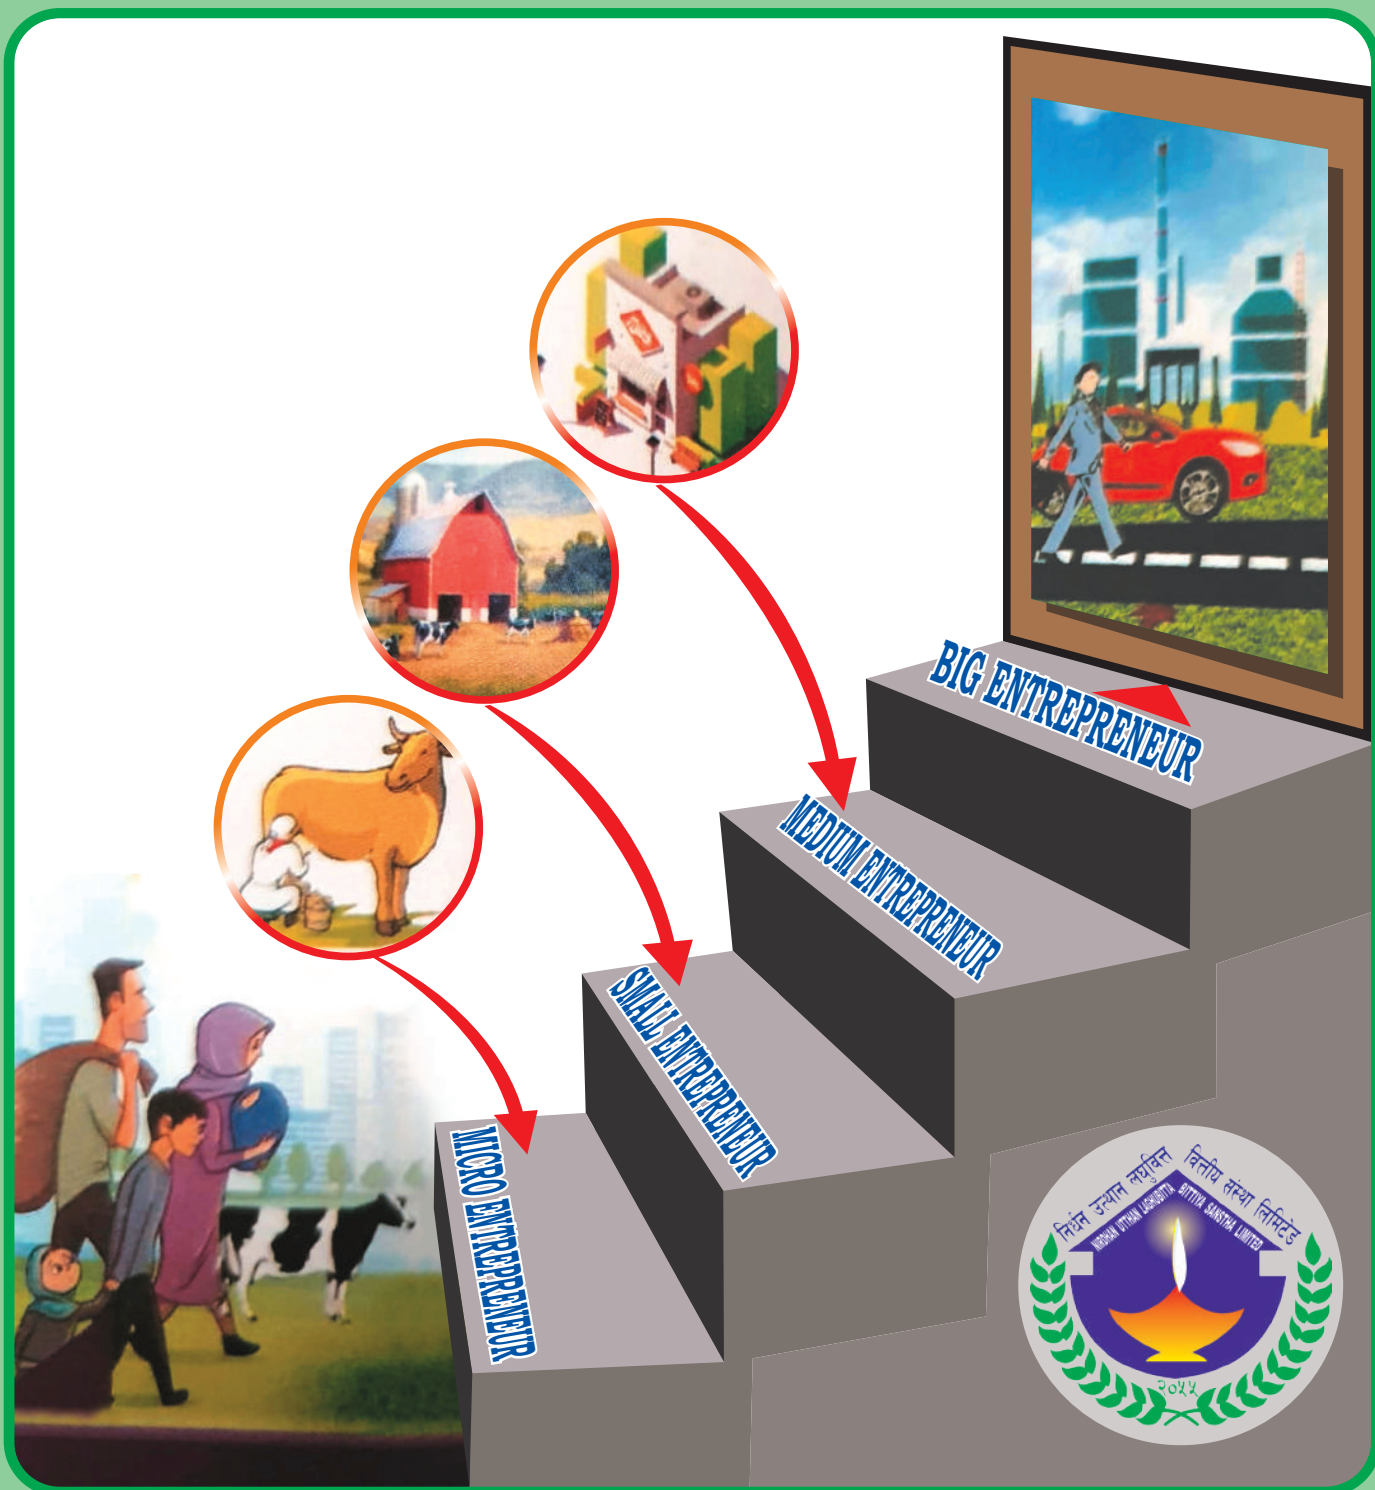 BIG ENTREPRENEUR
MEDIUM ENTREPRENEUR
SMALL ENTREPRENEUR
MICRO ENTREPRENEUR
निर्धन उत्थान लघुवित्त वित्तीय संस्था लिमिटेड
NIRDHAN UTTHAN LAGHUBITTA BITTIYA SANSTHA LIMITED
२०५५